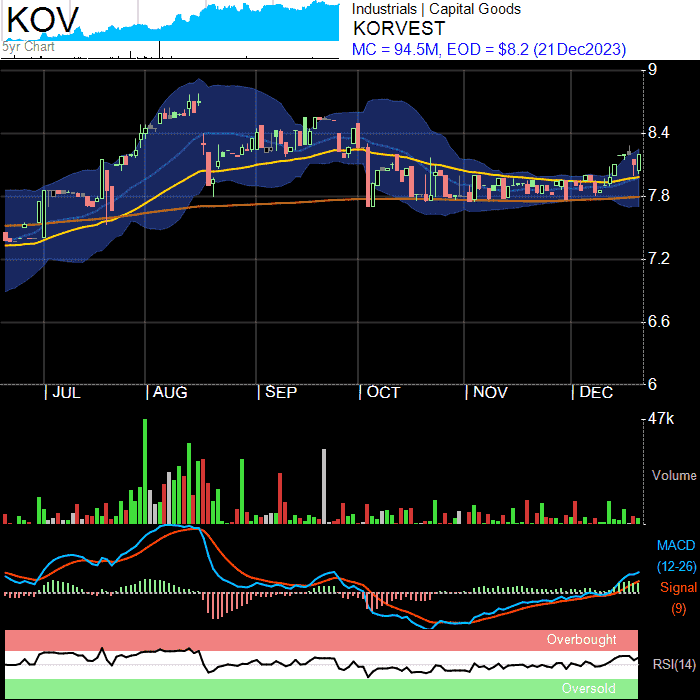 KOV
5yr Chart
Industrials | Capital Goods
KORVEST
MC = 94.5M, EOD = $8.2 (21Dec2023)
9
8.4
7.8
7.2
6.6
6
| JUL | AUG | SEP | OCT | NOV | DEC
47k
Volume
MACD
(12-26)
Signal
(9)
Overbought
RSI(14)
Oversold